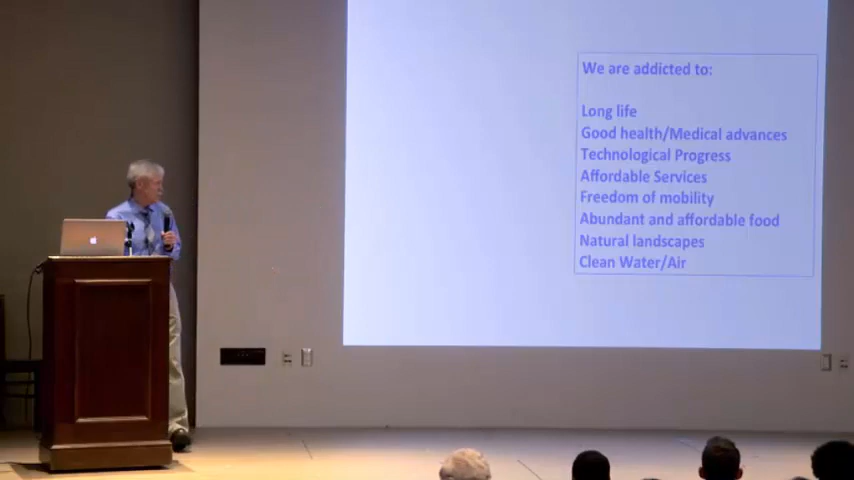 We are addicted to:
Long life
Good health/Medical advances
Technological Progress
Affordable Services
Freedom of mobility
Abundant and affordable food
Natural landscapes
Clean Water/Air